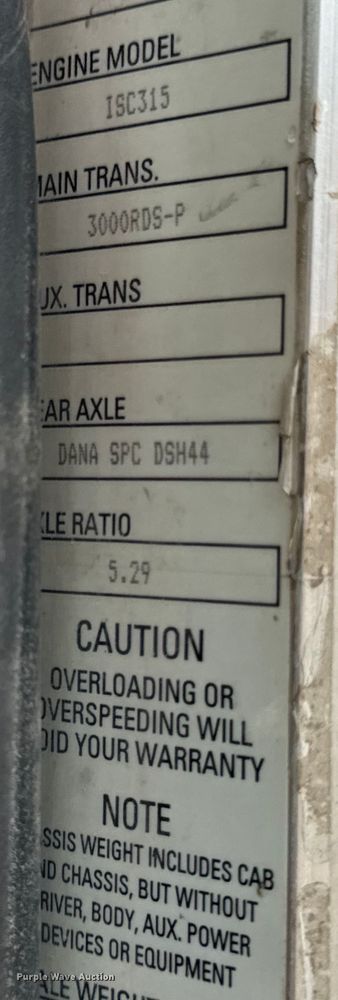 ENGINE MODEL
ISC315
MAIN TRANS.
3000RDS-P
UX. TRANS
EAR AXLE
DANA SPC DSH44
XLE RATIO
5.29
CAUTION
OVERLOADING OR
OVERSPEEDING WILL
OID YOUR WARRANTY
NOTE
ASSIS WEIGHT INCLUDES CAB
ND CHASSIS, BUT WITHOUT
RIVER, BODY, AUX. POWER
DEVICES OR EQUIPMENT
Purple Wave Auction
XLE WEIGHT